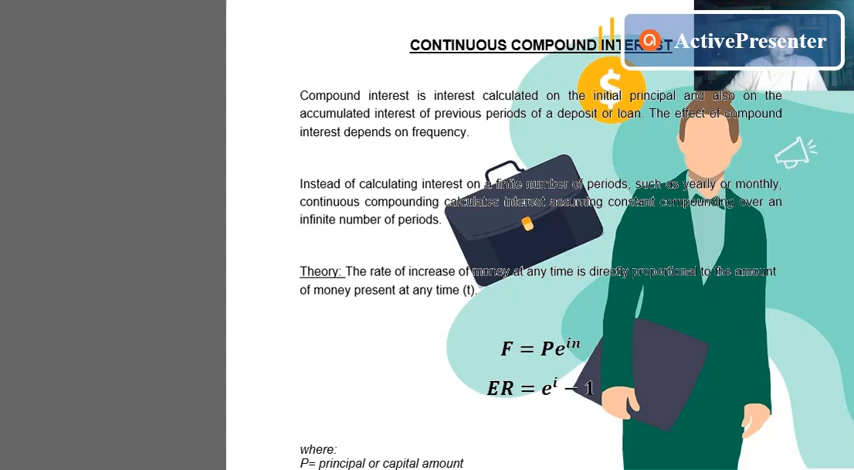 CONTINUOUS COMPOUND INTEREST
ActivePresenter
$
Compound interest is interest calculated on the initial principal and also on the
accumulated interest of previous periods of a deposit or loan. The effect of compound
interest depends on frequency.
Instead of calculating interest on a finite number of periods, such as yearly or monthly,
continuous compounding calculates interest assuming constant compounding over an
infinite number of periods.
Theory: The rate of increase of money at any time is directly proportional to the amount
of money present at any time (t).
F = Pe^{in}
ER = e^i − 1
where:
P= principal or capital amount